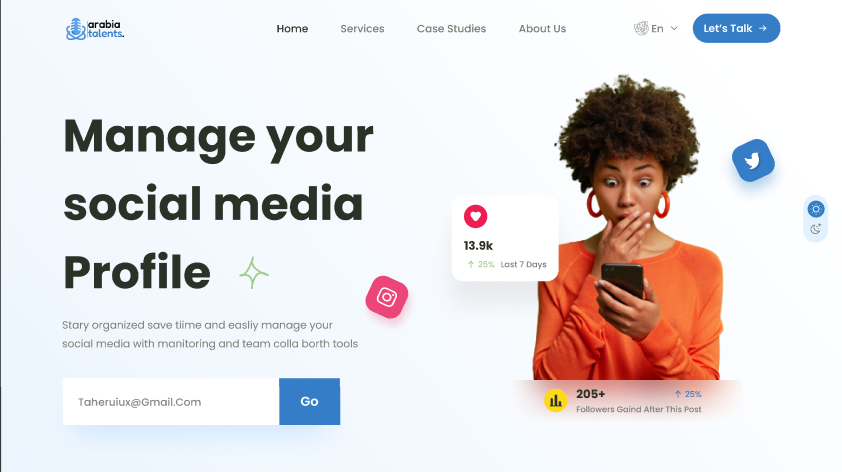 arabia
talents.
Home
Services
Case Studies
About Us
En
Let's Talk
Manage your
social media
Profile
Stary organized save tiime and easliy manage your
social media with manitoring and team colla borth tools
Taheruiux@Gmail.Com
Go
13.9k
25% Last 7 Days
205+
25%
Followers Gaind After This Post